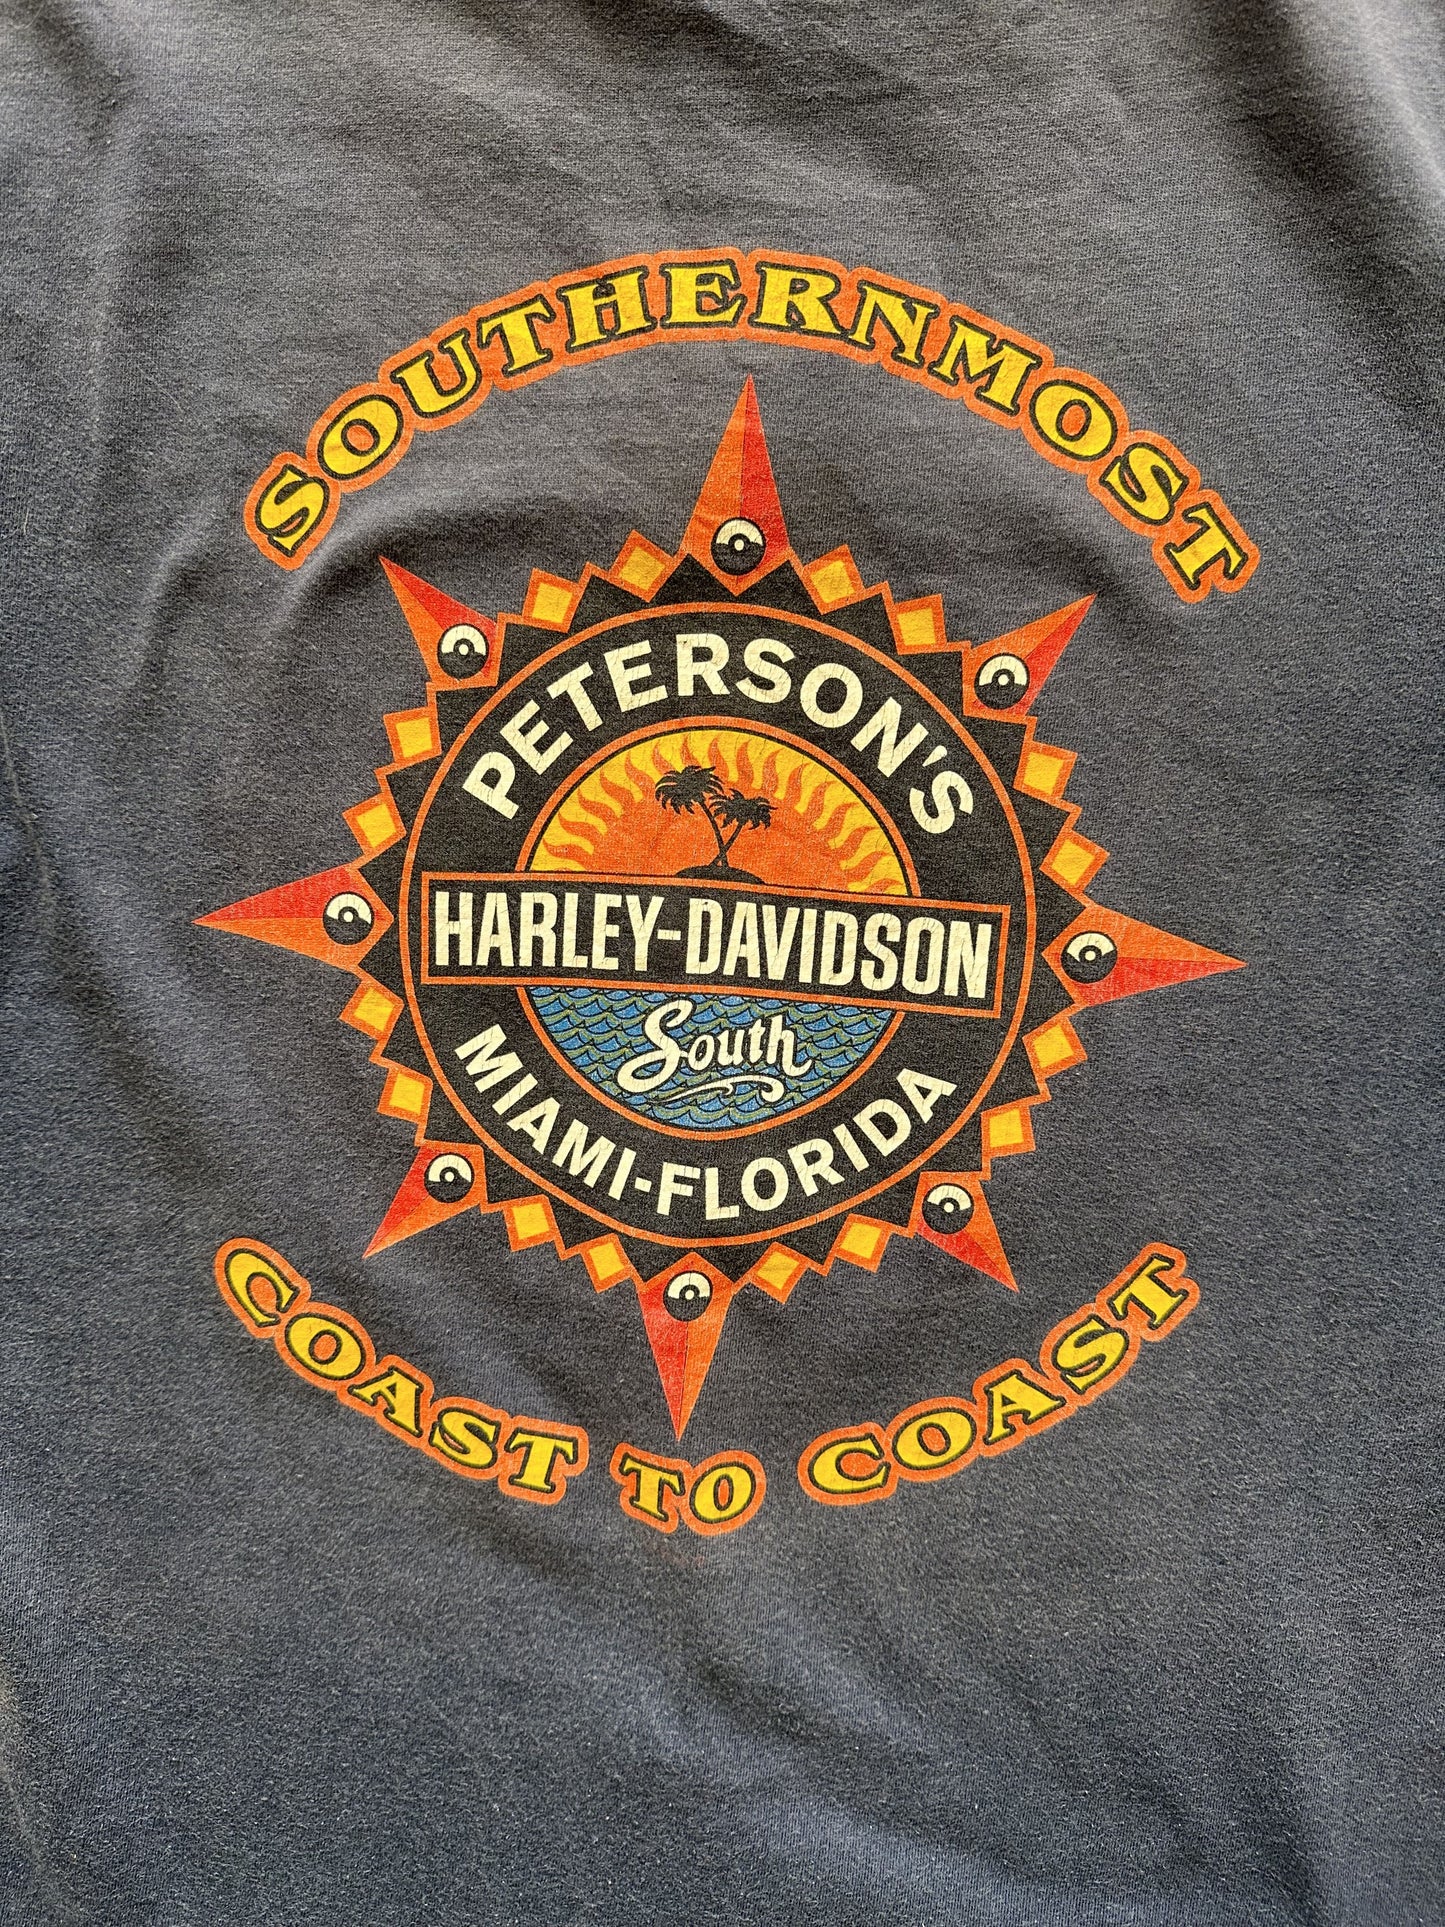 SOUTHERNMOST
PETERSON'S
HARLEY-DAVIDSON
South
MIAMI-FLORIDA
COAST TO COAST